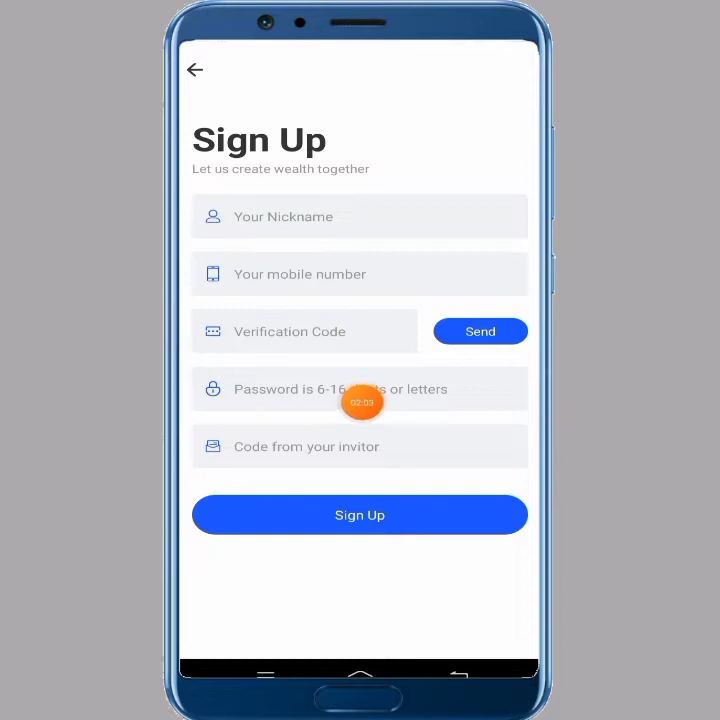 Sign Up
Let us create wealth together
Your Nickname
Your mobile number
Verification Code
Send
Password is 6-16 or letters
02:03
Code from your invitor
Sign Up